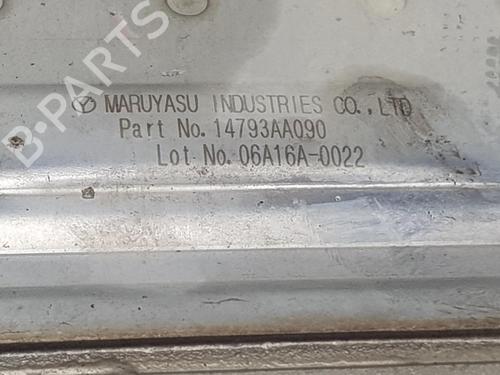 B-PARTS
MARUYASU INDUSTRIES CO.,LTD
Part No. 14793AA090
Lot No. 06A16A-0022